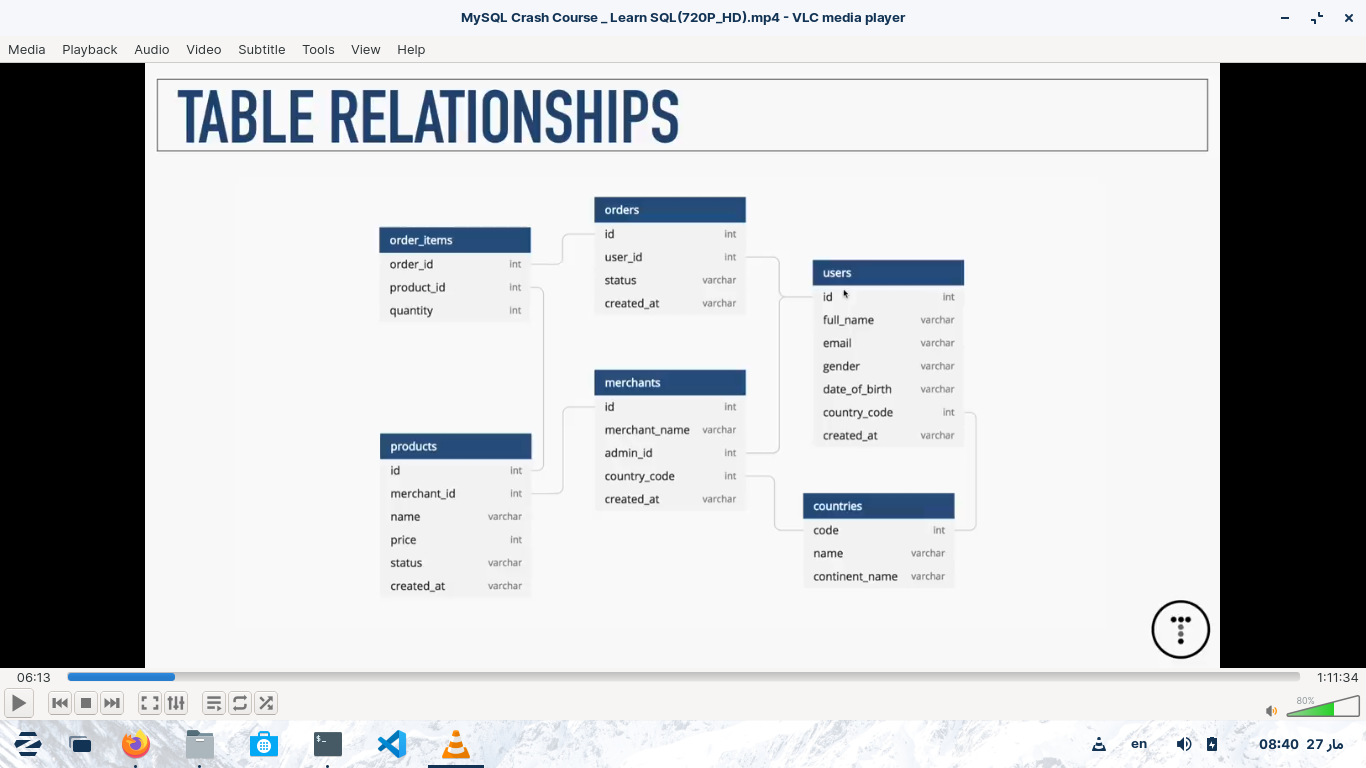 MySQL Crash Course _ Learn SQL(720P_HD).mp4 - VLC media player
Media Playback Audio Video Subtitle Tools View Help
TABLE RELATIONSHIPS
order_items
order_id int
product_id int
quantity int
orders
id int
user_id int
status varchar
created_at varchar
users
id int
full_name varchar
email varchar
gender varchar
date_of_birth varchar
country_code int
created_at varchar
merchants
id int
merchant_name varchar
admin_id int
country_code int
created_at varchar
products
id int
merchant_id int
name varchar
price int
status varchar
created_at varchar
countries
code int
name varchar
continent_name varchar
06:13 1:11:34
80%
en 08:40 27 مار